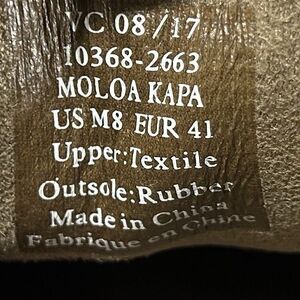 VC 08/17
10368-2663
MOLOA KAPA
US M8 EUR 41
Upper:Textile
Outsole:Rubber
Made in China
Fabrique en Chine